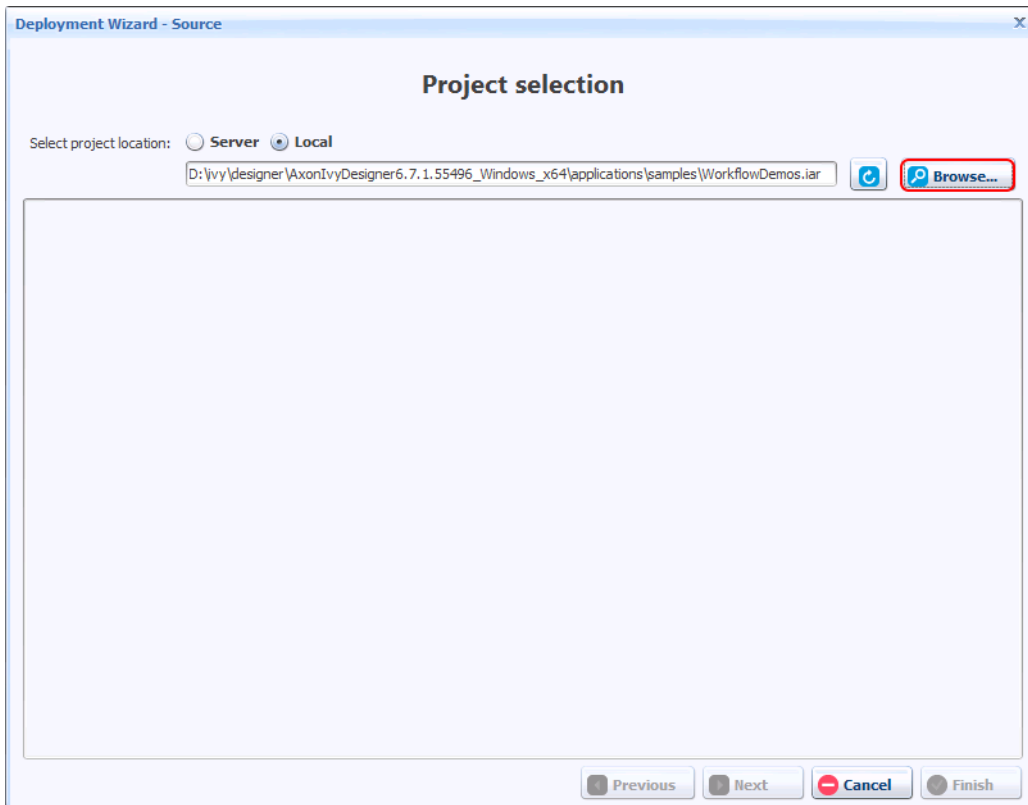 Deployment Wizard - Source
Project selection
Select project location: Server Local
D:\ivy\designer\AxonIvyDesigner6.7.1.55496_Windows_x64\applications\samples\WorkflowDemos.iar Browse...
Previous Next Cancel Finish